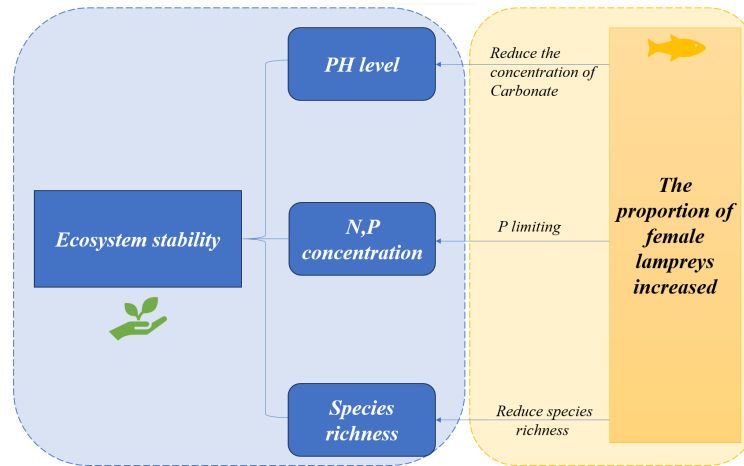 PH level
Reduce the
concentration of
Carbonate
Ecosystem stability
N,P
concentration
P limiting
The
proportion of
female
lampreys
increased
Species
richness
Reduce species
richness